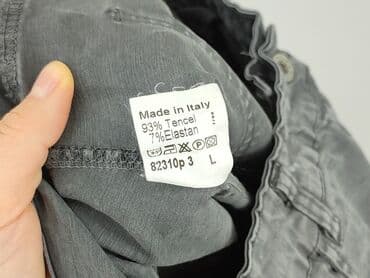 Made in Italy
93% Tencel
7% Elastan
82310p 3 L